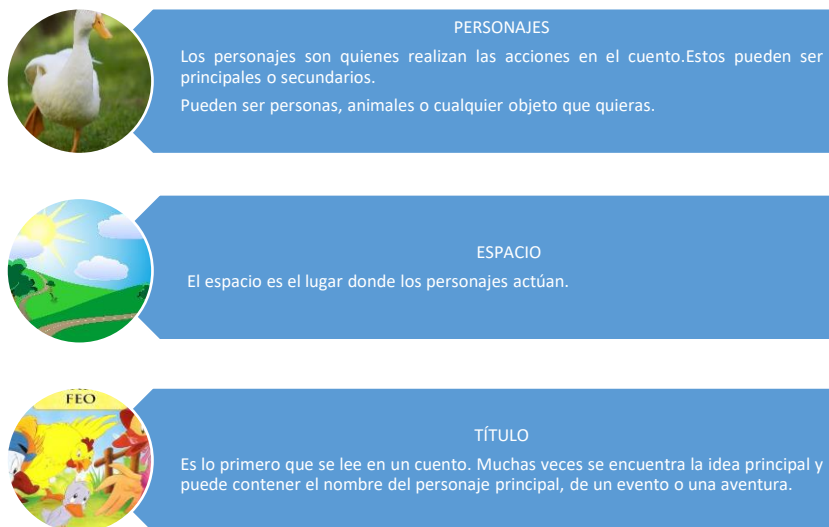 PERSONAJES
Los personajes son quienes realizan las acciones en el cuento.Estos pueden ser
principales o secundarios.
Pueden ser personas, animales o cualquier objeto que quieras.
ESPACIO
El espacio es el lugar donde los personajes actúan.
FEO
TÍTULO
Es lo primero que se lee en un cuento. Muchas veces se encuentra la idea principal y
puede contener el nombre del personaje principal, de un evento o una aventura.